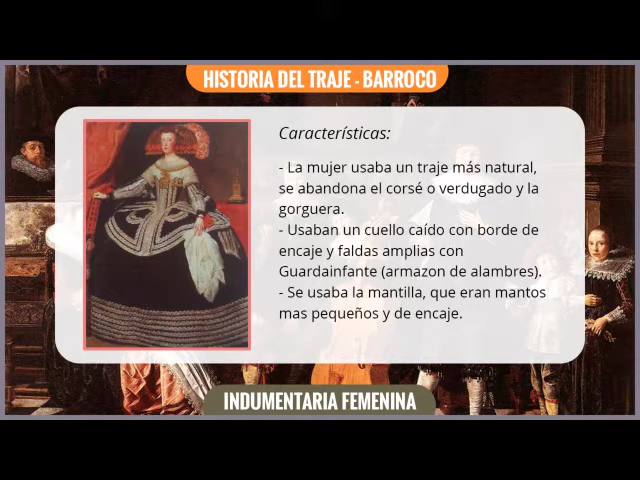 HISTORIA DEL TRAJE - BARROCO
Características:
- La mujer usaba un traje más natural,
se abandona el corsé o verdugado y la
gorguera.
- Usaban un cuello caído con borde de
encaje y faldas amplias con
Guardainfante (armazon de alambres).
- Se usaba la mantilla, que eran mantos
mas pequeños y de encaje.
INDUMENTARIA FEMENINA